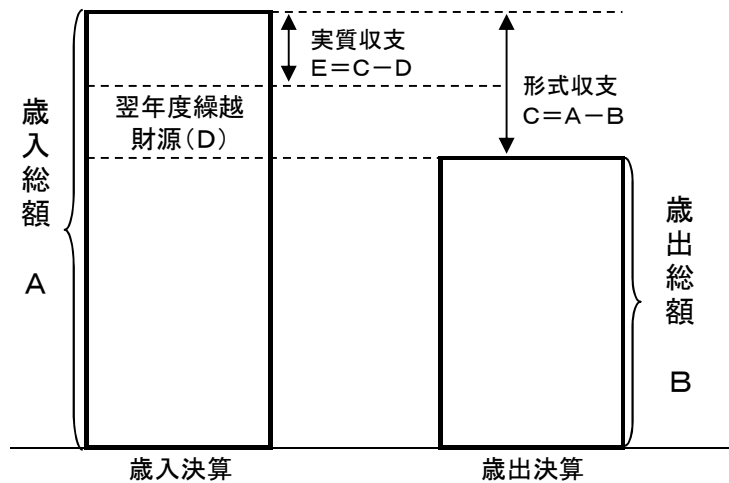 実質収支
E=C-D
形式収支
C=A-B
翌年度繰越
財源(D)
歳入総額 A
歳出総額 B
歳入決算
歳出決算